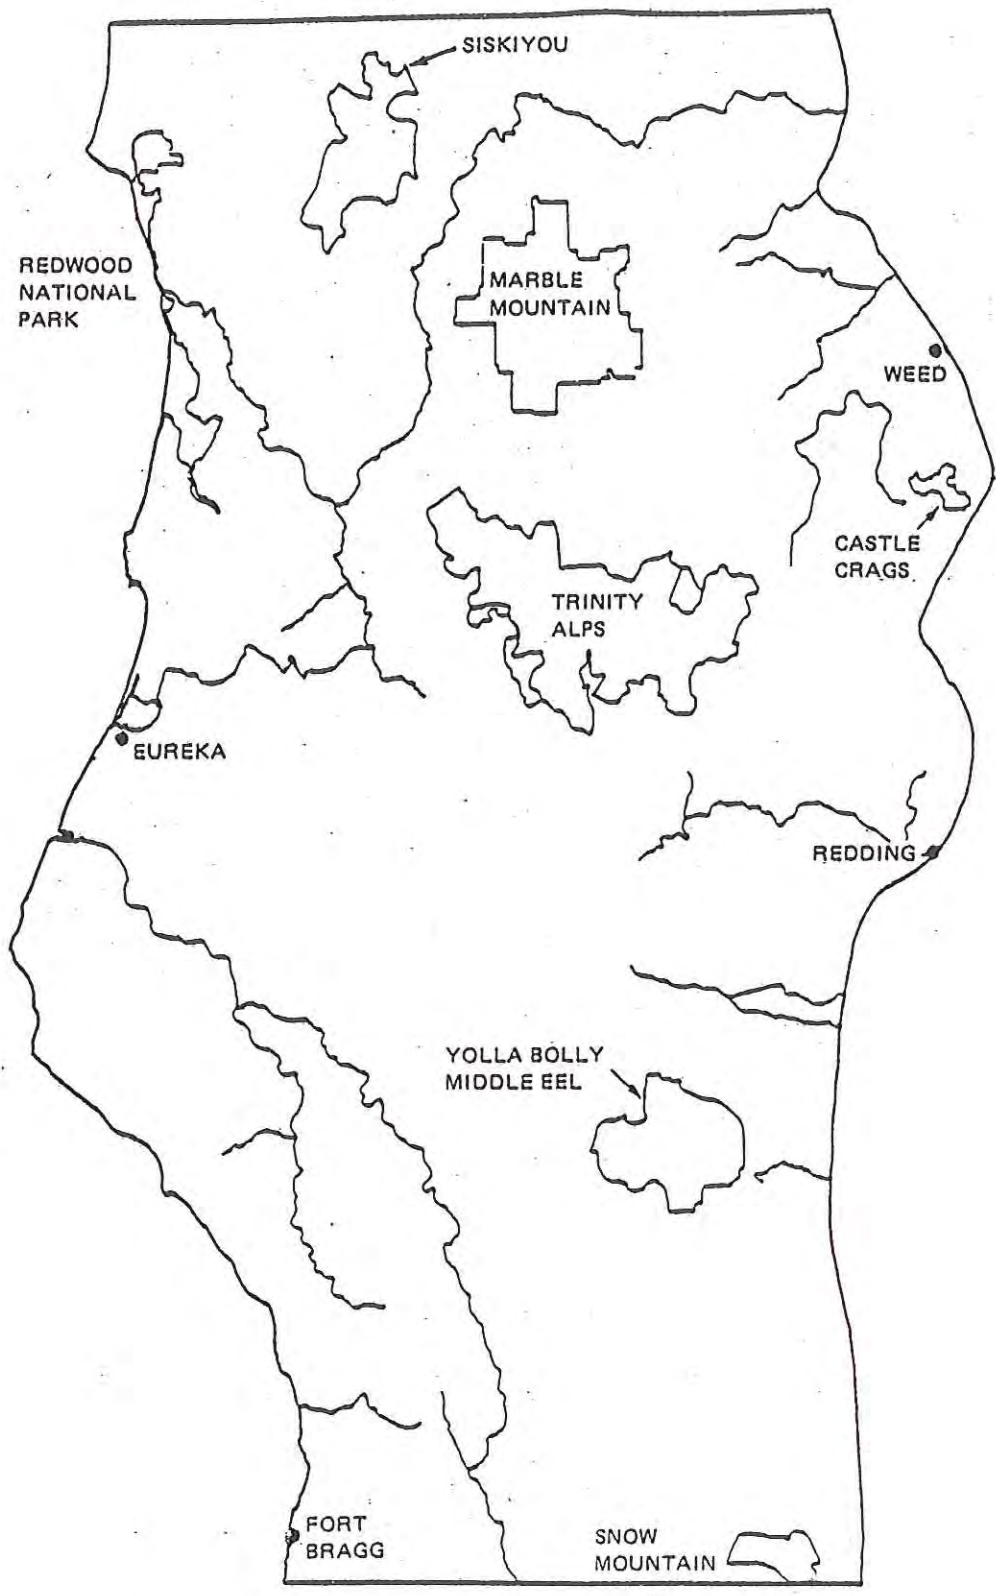 SISKIYOU
REDWOOD
NATIONAL
PARK
MARBLE
MOUNTAIN
WEED
CASTLE
CRAGS
TRINITY
ALPS
EUREKA
REDDING
YOLLA BOLLY
MIDDLE EEL
FORT
BRAGG
SNOW
MOUNTAIN